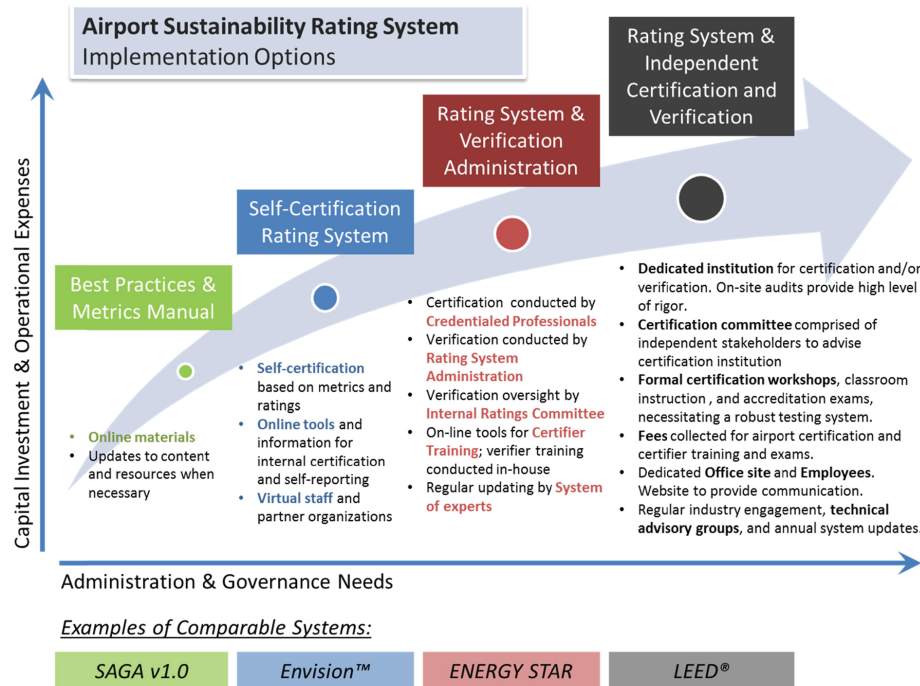 Airport Sustainability Rating System
Implementation Options
Capital Investment & Operational Expenses
Best Practices &
Metrics Manual
• Online materials
• Updates to content
and resources when
necessary
Self-Certification
Rating System
• Self-certification
based on metrics and
ratings
• Online tools and
information for
internal certification
and self-reporting
• Virtual staff and
partner organizations
Rating System &
Verification
Administration
• Certification conducted by
Credentialed Professionals
• Verification conducted by
Rating System
Administration
• Verification oversight by
Internal Ratings Committee
• On-line tools for Certifier
Training; verifier training
conducted in-house
• Regular updating by System
of experts
Rating System &
Independent
Certification and
Verification
• Dedicated institution for certification and/or
verification. On-site audits provide high level
of rigor.
• Certification committee comprised of
independent stakeholders to advise
certification institution
• Formal certification workshops, classroom
instruction , and accreditation exams,
necessitating a robust testing system.
• Fees collected for airport certification and
certifier training and exams.
• Dedicated Office site and Employees.
Website to provide communication.
• Regular industry engagement, technical
advisory groups, and annual system updates.
Administration & Governance Needs
Examples of Comparable Systems:
SAGA v1.0
Envision™
ENERGY STAR
LEED®